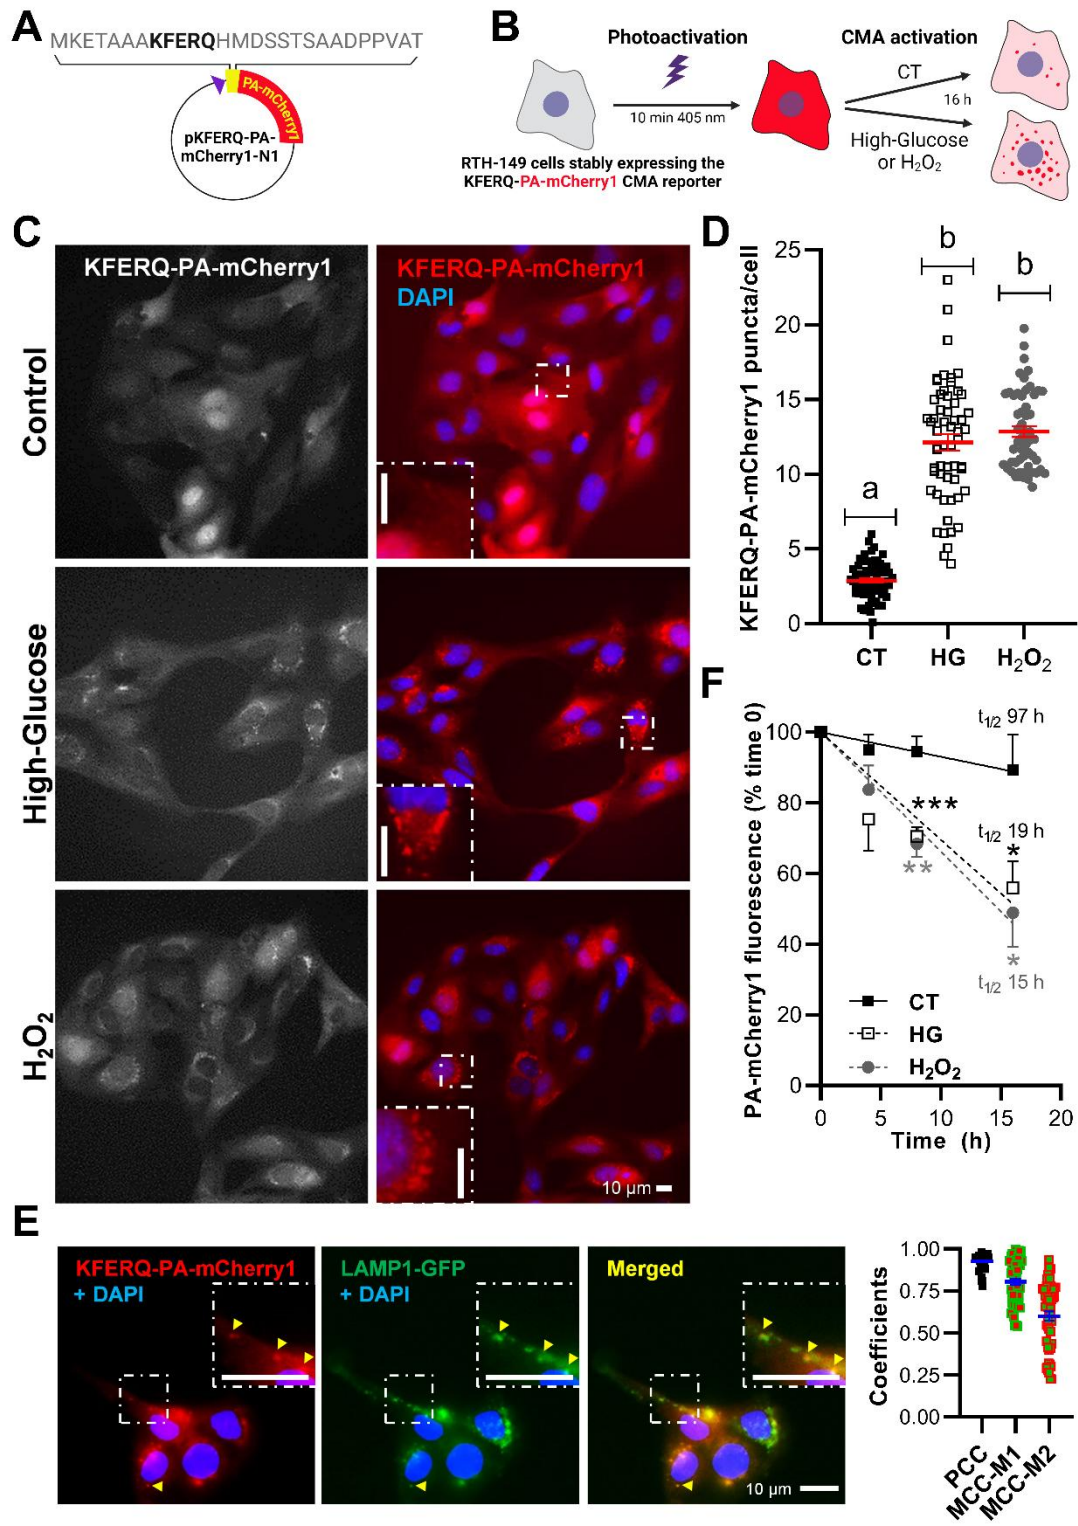 A
MKETAAAKFERQHMDSSTSAADPPVAT
PA-mCherry1
pKFERQ-PA-
mCherry1-N1
B
Photoactivation
10 min 405 nm
CMA activation
CT
16 h
High-Glucose
or H₂O₂
RTH-149 cells stably expressing the
KFERQ-PA-mCherry1 CMA reporter
C
KFERQ-PA-mCherry1
KFERQ-PA-mCherry1
DAPI
Control
High-Glucose
H₂O₂
10 µm
D
KFERQ-PA-mCherry1 puncta/cell
25
20
15
10
5
0
a
b
b
CT
HG
H₂O₂
F
PA-mCherry1 fluorescence (% time 0)
100
80
60
40
20
0
t1/2 97 h
***
t1/2 19 h
*
**
*
t1/2 15 h
CT
HG
H₂O₂
0 5 10 15 20
Time (h)
E
KFERQ-PA-mCherry1
+ DAPI
LAMP1-GFP
+ DAPI
Merged
10 µm
Coefficients
1.00
0.75
0.50
0.25
0.00
PCC
MCC-M1
MCC-M2